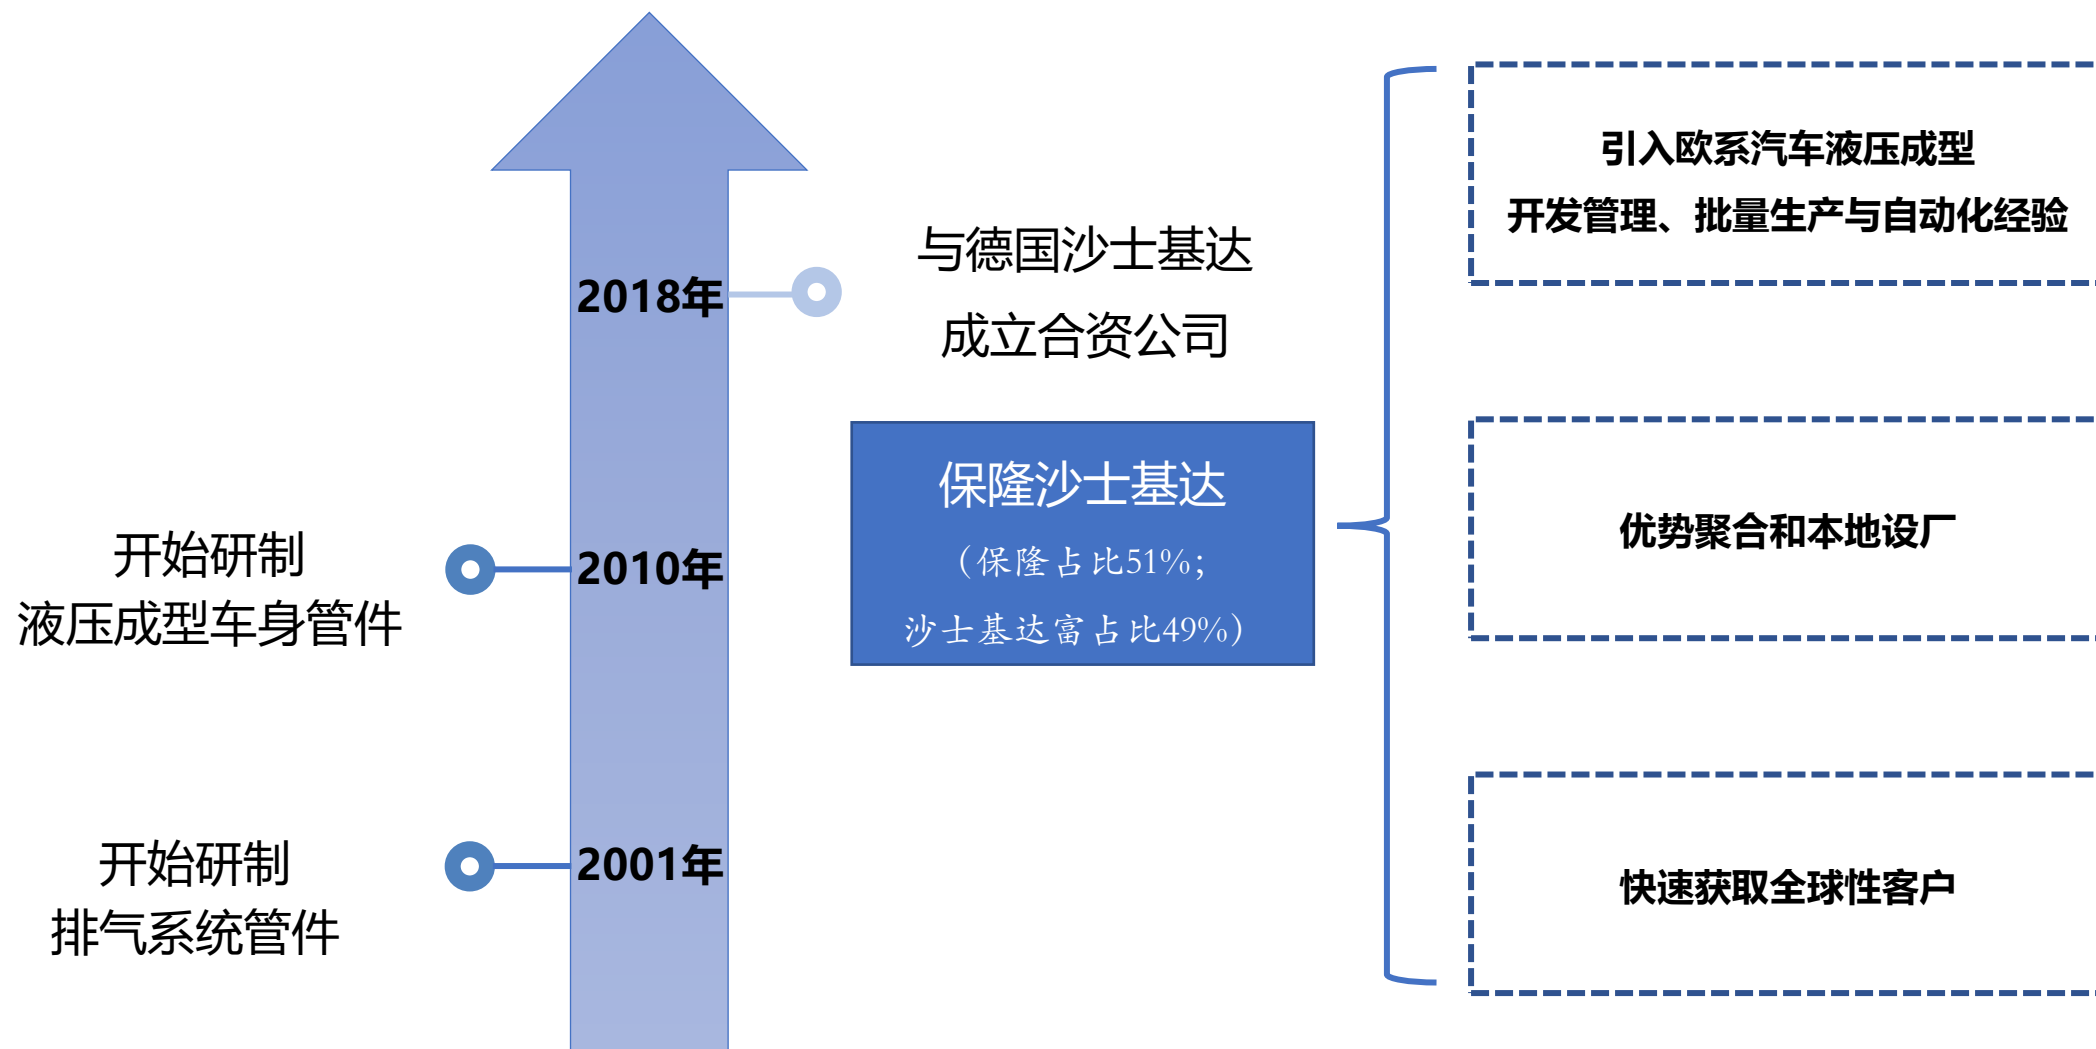 2018年
与德国沙士基达
成立合资公司
保隆沙士基达
（保隆占比51%；
沙士基达富占比49%）
引入欧系汽车液压成型
开发管理、批量生产与自动化经验
优势聚合和本地设厂
快速获取全球性客户
开始研制
液压成型车身管件
2010年
开始研制
排气系统管件
2001年